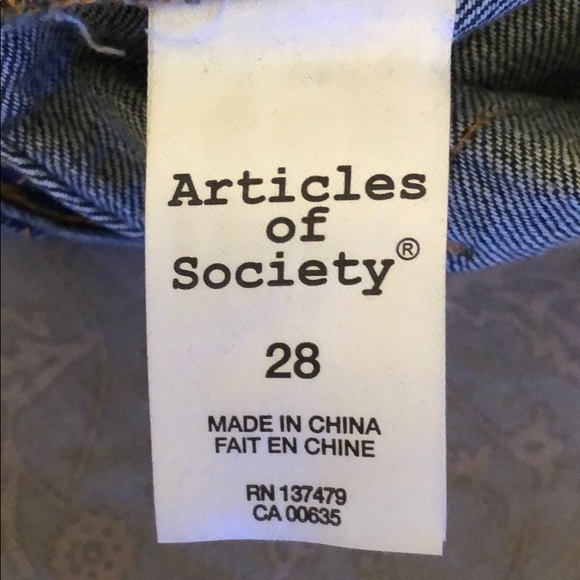 Articles
of
Society®
28
MADE IN CHINA
FAIT EN CHINE
RN 137479
CA 00635